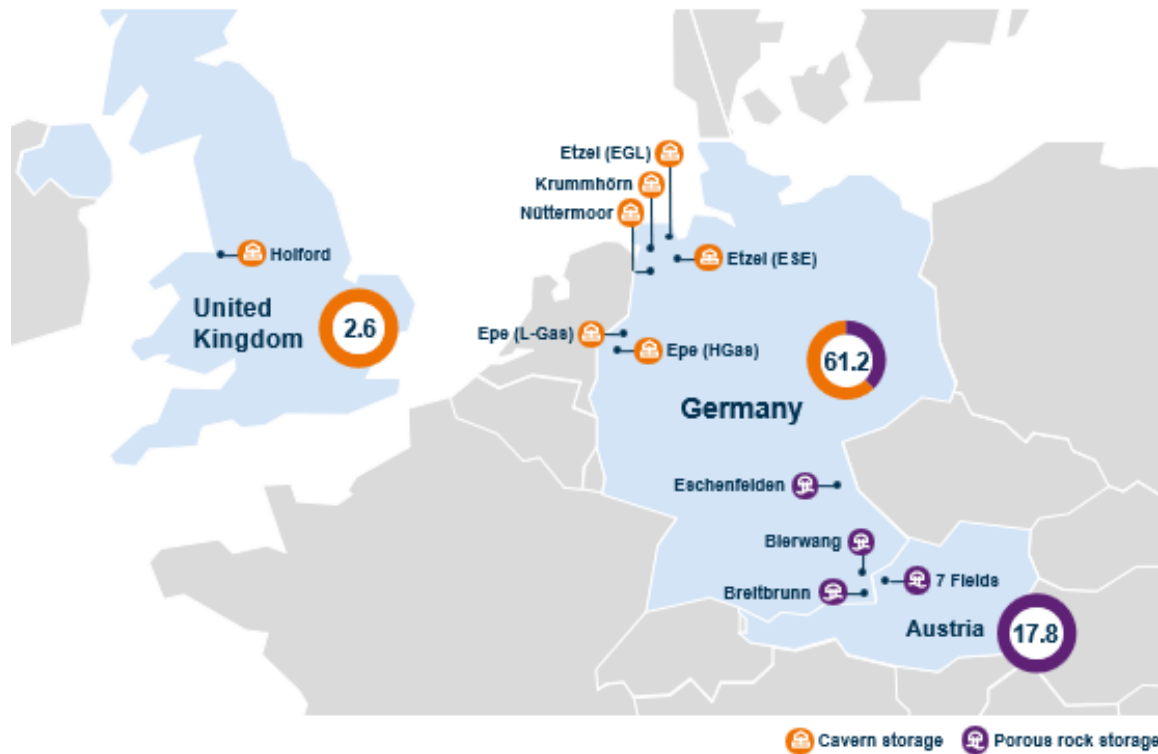 Etzel (EGL)
Krummhörn
Nüttermoor
Holford
Etzel (ESE)
United
Kingdom
2.6
Epe (L-Gas)
Epe (HGas)
61.2
Germany
Eschenfelden
Bierwang
7 Fields
Breitbrunn
Austria
17.8
Cavern storage
Porous rock storage